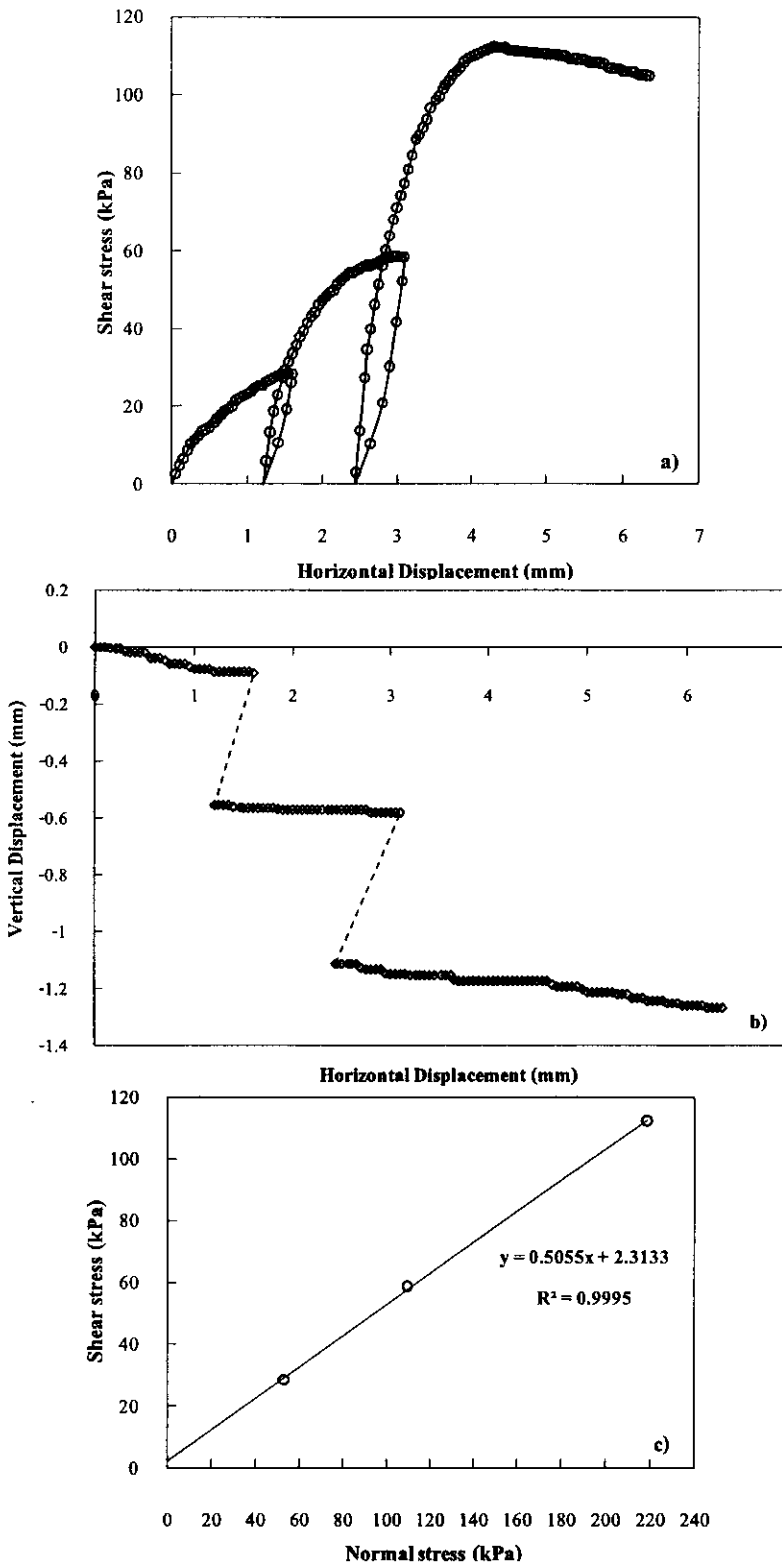 120
100
80
60
40
20
0
Shear stress (kPa)
a)
0 1 2 3 4 5 6 7
Horizontal Displacement (mm)
0.2
0
-0.2
-0.4
-0.6
-0.8
-1
-1.2
-1.4
Vertical Displacement (mm)
0 1 2 3 4 5 6
b)
Horizontal Displacement (mm)
120
100
80
60
40
20
0
Shear stress (kPa)
y = 0.5055x + 2.3133
R² = 0.9995
c)
0 20 40 60 80 100 120 140 160 180 200 220 240
Normal stress (kPa)